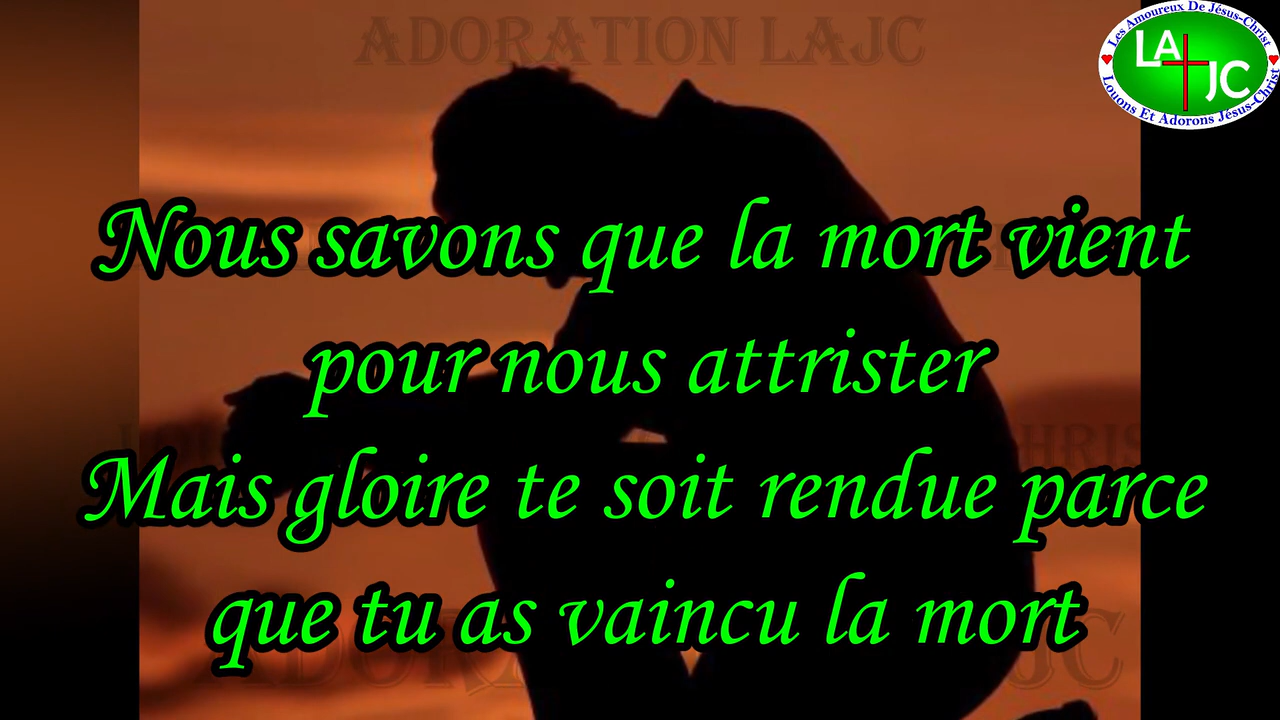 ADORATION LAJC
Les Amoureux De Jésus-Christ
LA JC
Louons Et Adorons Jésus-Christ
Nous savons que la mort vient
pour nous attrister
Mais gloire te soit rendue parce
que tu as vaincu la mort